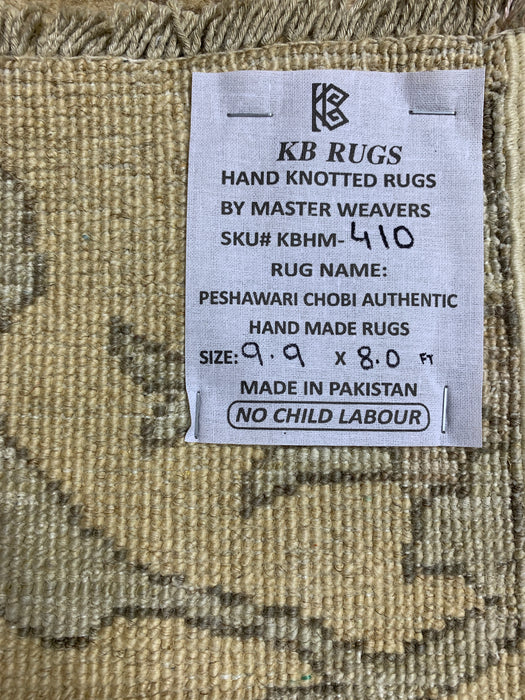 KB RUGS
HAND KNOTTED RUGS
BY MASTER WEAVERS
SKU# KBHM-410
RUG NAME:
PESHAWARI CHOBI AUTHENTIC
HAND MADE RUGS
SIZE: 9.9 X 8.0 FT
MADE IN PAKISTAN
NO CHILD LABOUR